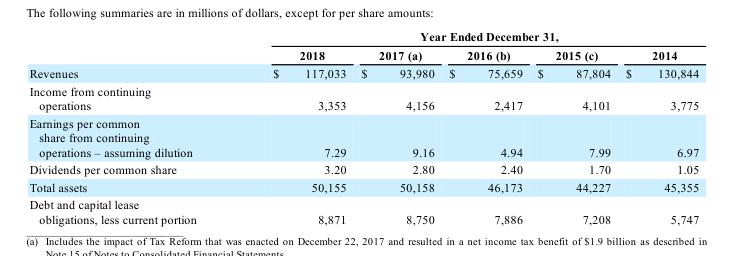 The following summaries are in millions of dollars, except for per share amounts:
Year Ended December 31,
2018 2017 (a) 2016 (b) 2015 (c) 2014
Revenues $ 117,033 $ 93,980 $ 75,659 $ 87,804 $ 130,844
Income from continuing
operations 3,353 4,156 2,417 4,101 3,775
Earnings per common
share from continuing
operations – assuming dilution 7.29 9.16 4.94 7.99 6.97
Dividends per common share 3.20 2.80 2.40 1.70 1.05
Total assets 50,155 50,158 46,173 44,227 45,355
Debt and capital lease
obligations, less current portion 8,871 8,750 7,886 7,208 5,747
(a) Includes the impact of Tax Reform that was enacted on December 22, 2017 and resulted in a net income tax benefit of $1.9 billion as described in
Note 15 of Notes to Consolidated Financial Statements.